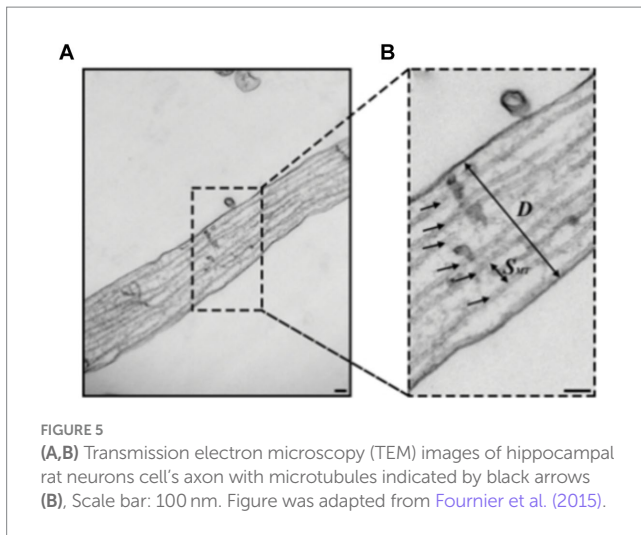 A
B
D
S MT
FIGURE 5
(A,B) Transmission electron microscopy (TEM) images of hippocampal
rat neurons cell's axon with microtubules indicated by black arrows
(B), Scale bar: 100 nm. Figure was adapted from Fournier et al. (2015).